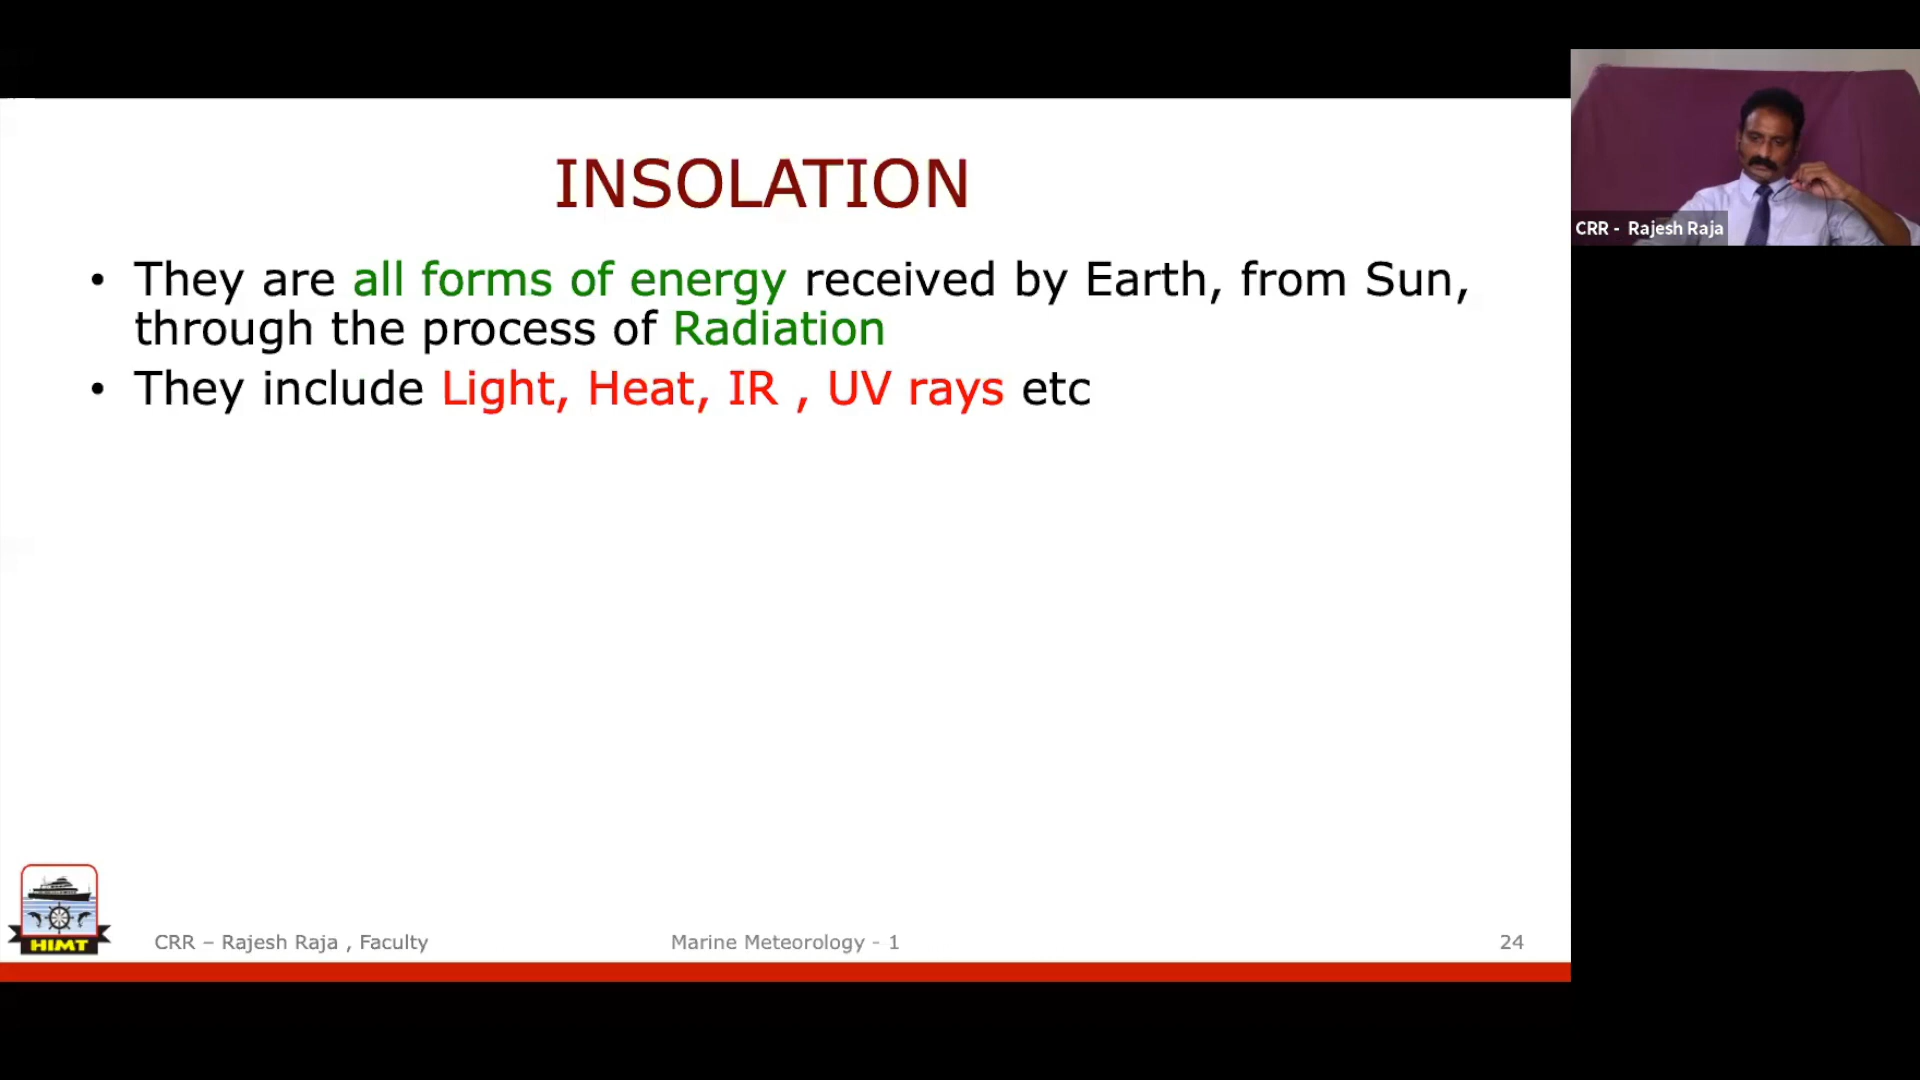 INSOLATION
• They are all forms of energy received by Earth, from Sun,
through the process of Radiation
• They include Light, Heat, IR , UV rays etc
CRR - Rajesh Raja
HIMT
CRR – Rajesh Raja , Faculty
Marine Meteorology - 1
24